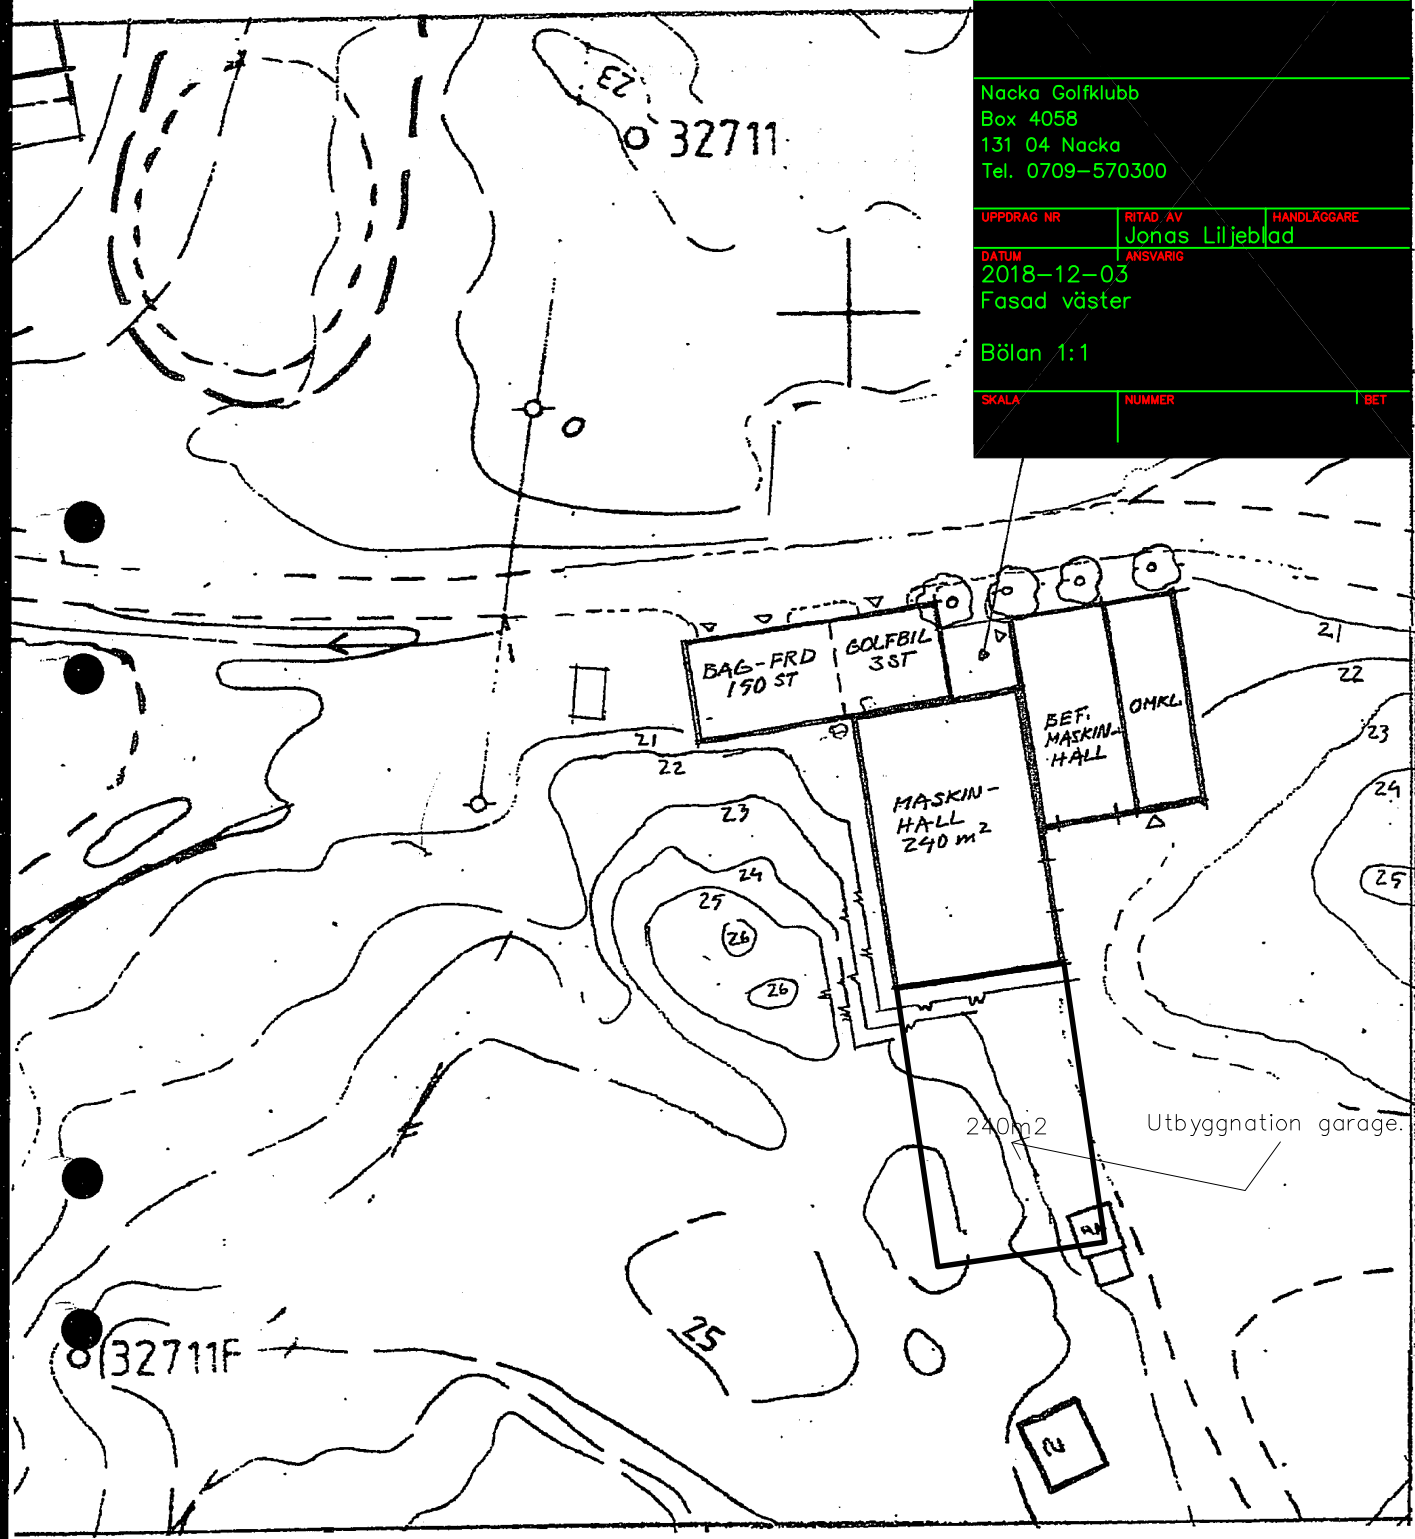 23
32711
Nacka Golfklubb
Box 4058
131 04 Nacka
Tel. 0709-570300
UPPDRAG NR
RITAD AV
HANDLÄGGARE
Jonas Liljeblad
DATUM
ANSVARIG
2018-12-03
Fasad väster
Bölan 1:1
SKALA
NUMMER
BET
BAG-FRD
150 ST
GOLFBIL
3 ST
BEF.
MASKIN-
HALL
OMKL.
21
22
23
24
25
21
22
23
24
25
26
26
MASKIN-
HALL
240 m²
240m2
Utbyggnation garage.
25
32711F